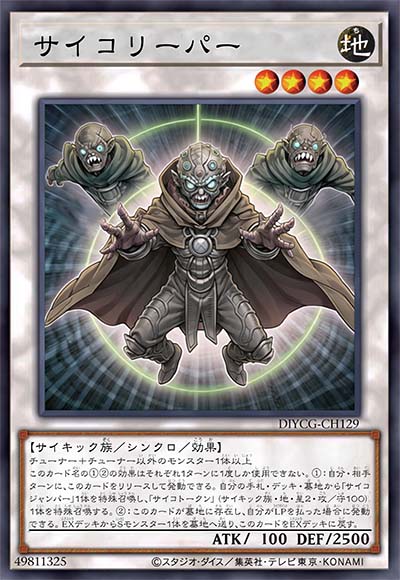 サイコリーパー
地
DIYCG-CH129
【サイキック族／シンクロ／効果】
チューナー＋チューナー以外のモンスター1体以上
このカード名の①②の効果はそれぞれ1ターンに1度しか使用できない。①：自分・相手
ターンに、このカードをリリースして発動できる。自分の手札・デッキ・墓地から「サイコ
ジャンパー」1体を特殊召喚し、「サイコトークン」（サイキック族・地・星2・攻／守100）
1体を特殊召喚する。②：このカードが墓地に存在し、自分がLPを払った場合に発動
できる。EXデッキからSモンスター1体を墓地へ送り、このカードをEXデッキに戻す。
ATK／ 100 DEF／2500
49811325
©スタジオ・ダイス／集英社・テレビ東京・KONAMI